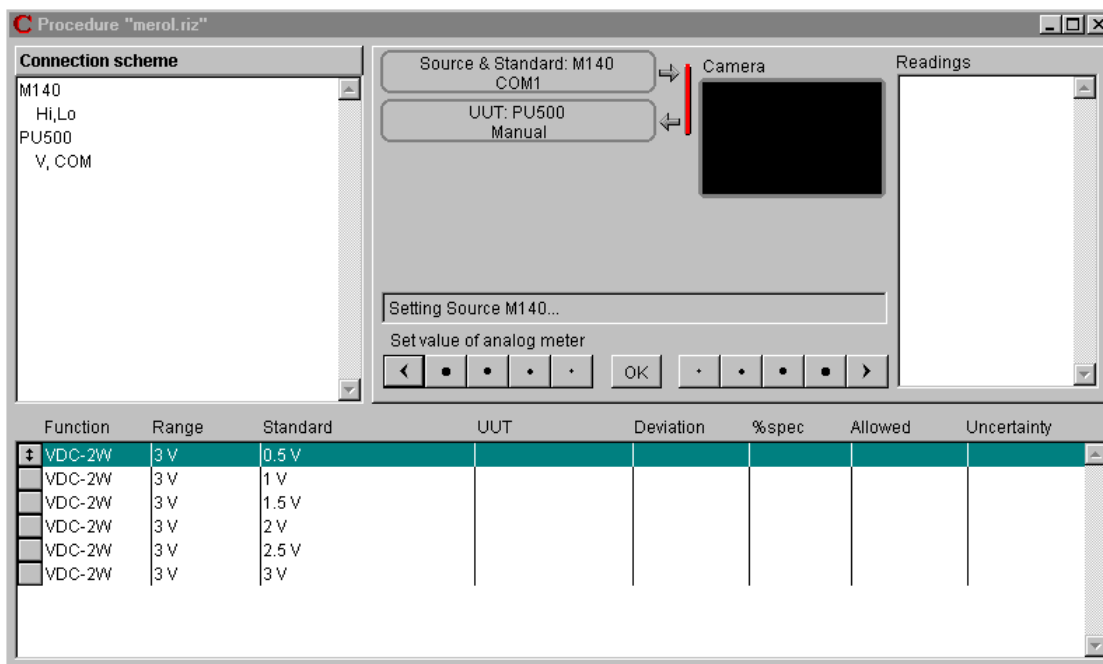 C Procedure "merol.riz"
Connection scheme
M140
Hi,Lo
PU500
V, COM
Source & Standard: M140
COM1
UUT: PU500
Manual
Camera
Readings
Setting Source M140...
Set value of analog meter
OK
Function Range Standard UUT Deviation %spec Allowed Uncertainty
VDC-2W 3 V 0.5 V
VDC-2W 3 V 1 V
VDC-2W 3 V 1.5 V
VDC-2W 3 V 2 V
VDC-2W 3 V 2.5 V
VDC-2W 3 V 3 V